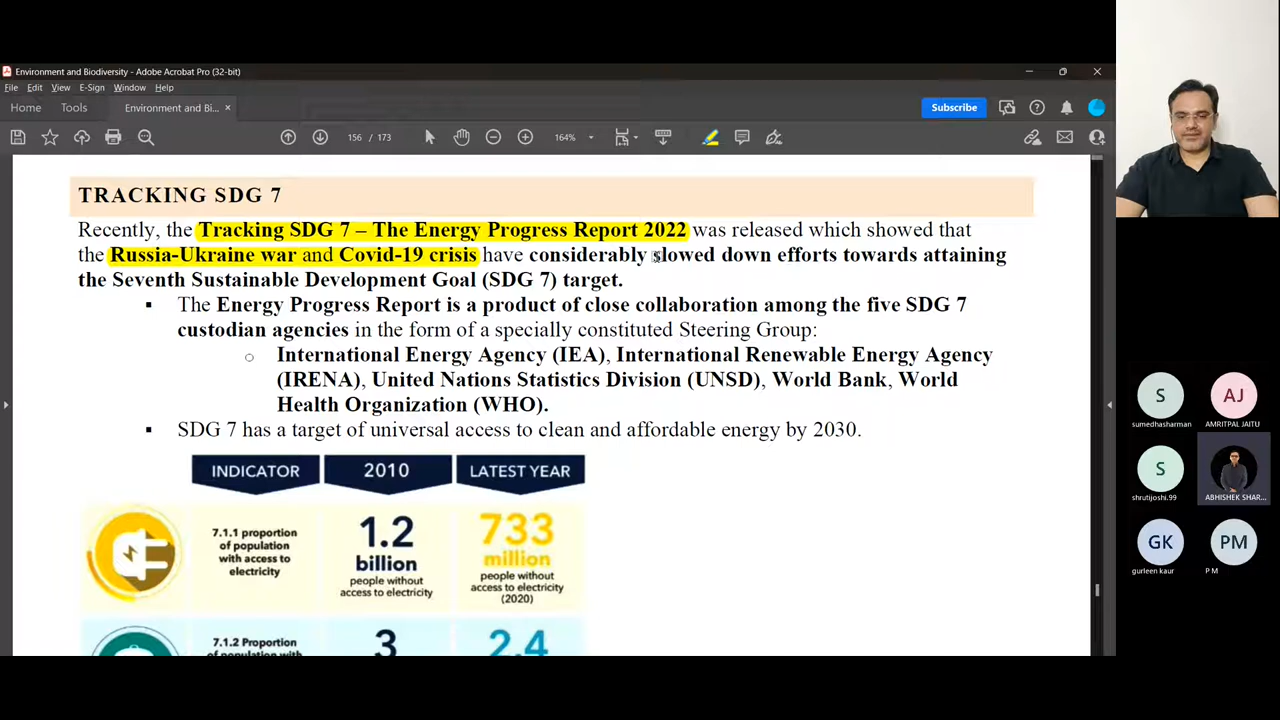 Environment and Biodiversity - Adobe Acrobat Pro (32-bit)
File Edit View E-Sign Window Help
Home Tools Environment and Bi... × Subscribe
156 / 173 164%
TRACKING SDG 7
Recently, the Tracking SDG 7 – The Energy Progress Report 2022 was released which showed that
the Russia-Ukraine war and Covid-19 crisis have considerably slowed down efforts towards attaining
the Seventh Sustainable Development Goal (SDG 7) target.
▪ The Energy Progress Report is a product of close collaboration among the five SDG 7
custodian agencies in the form of a specially constituted Steering Group:
○ International Energy Agency (IEA), International Renewable Energy Agency
(IRENA), United Nations Statistics Division (UNSD), World Bank, World
Health Organization (WHO).
▪ SDG 7 has a target of universal access to clean and affordable energy by 2030.
INDICATOR 2010 LATEST YEAR
7.1.1 proportion
of population
with access to
electricity
1.2
billion
people without
access to electricity
733
million
people without
access to electricity
(2020)
7.1.2 Proportion
of population with
3
2.4
S AJ
sumedhasharman AMRITPAL JAITU
S
shrutijoshi.99 ABHISHEK SHAR...
GK PM
gurleen kaur P M